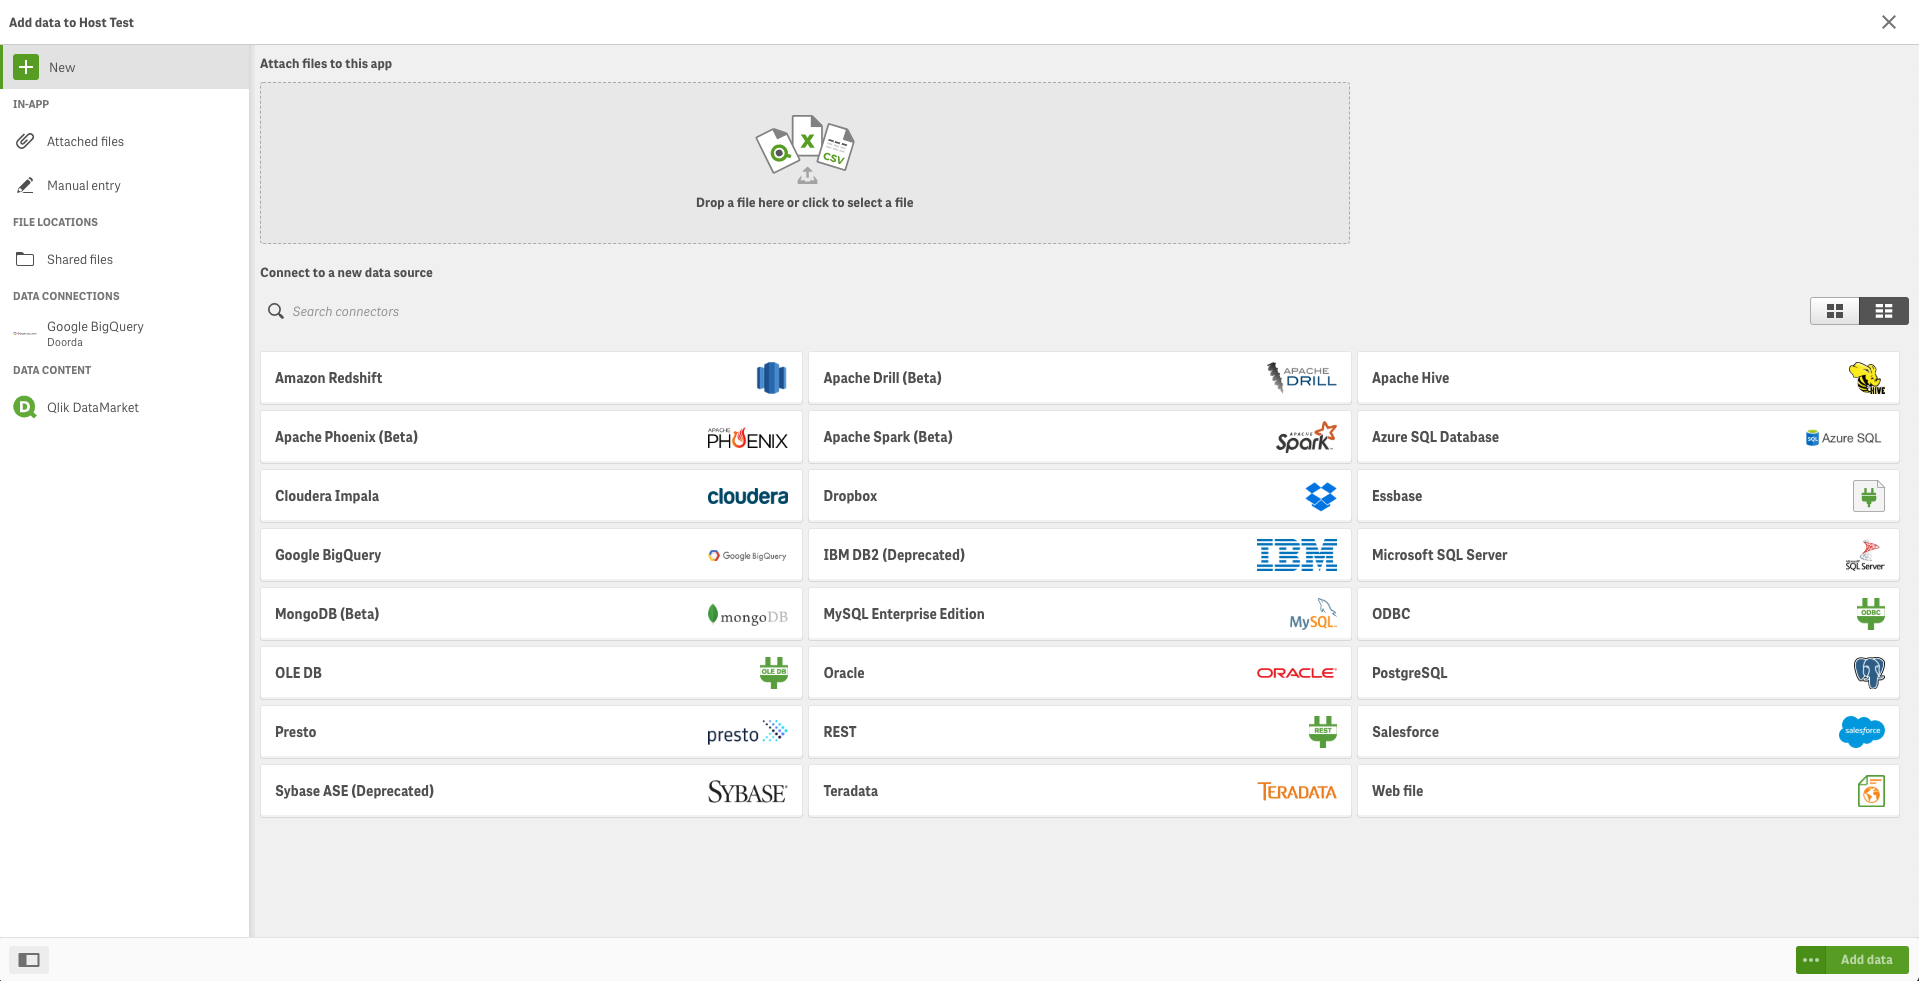 Add data to Host Test
New
IN-APP
Attached files
Manual entry
FILE LOCATIONS
Shared files
DATA CONNECTIONS
Google BigQuery
Doorda
DATA CONTENT
D
Qlik DataMarket
Attach files to this app
X
CSV
Drop a file here or click to select a file
Connect to a new data source
Search connectors
Amazon Redshift
Apache Drill (Beta)
APACHE
DRILL
Apache Hive
HIVE
Apache Phoenix (Beta)
APACHE
PHOENIX
Apache Spark (Beta)
APACHE
Spark
Azure SQL Database
SQL Azure SQL
Cloudera Impala
cloudera
Dropbox
Essbase
Google BigQuery
Google BigQuery
IBM DB2 (Deprecated)
IBM
Microsoft SQL Server
Microsoft
SQL Server
MongoDB (Beta)
mongoDB
MySQL Enterprise Edition
MySQL
ODBC
ODBC
OLE DB
OLE DB
Oracle
ORACLE
PostgreSQL
Presto
presto
REST
REST
Salesforce
salesforce
Sybase ASE (Deprecated)
SYBASE
Teradata
TERADATA
Web file
Add data